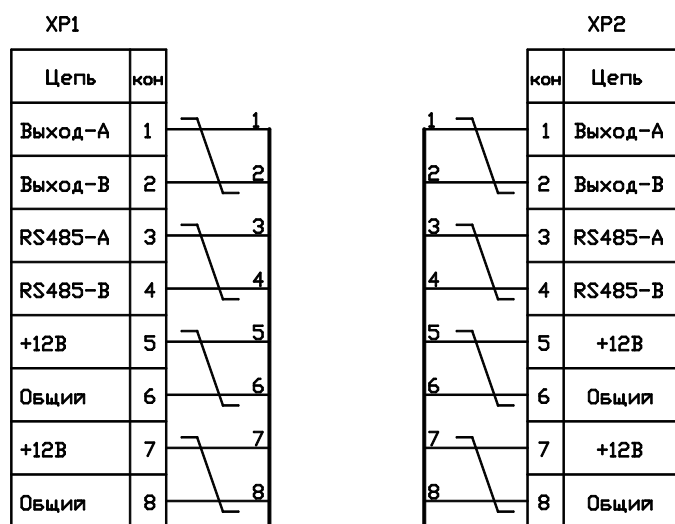 XP1 XP2
Цепь кон кон Цепь
Выход-А 1 1 1 1 Выход-А
Выход-В 2 2 2 2 Выход-В
RS485-A 3 3 3 3 RS485-A
RS485-B 4 4 4 4 RS485-B
+12В 5 5 5 5 +12В
Общий 6 6 6 6 Общий
+12В 7 7 7 7 +12В
Общий 8 8 8 8 Общий